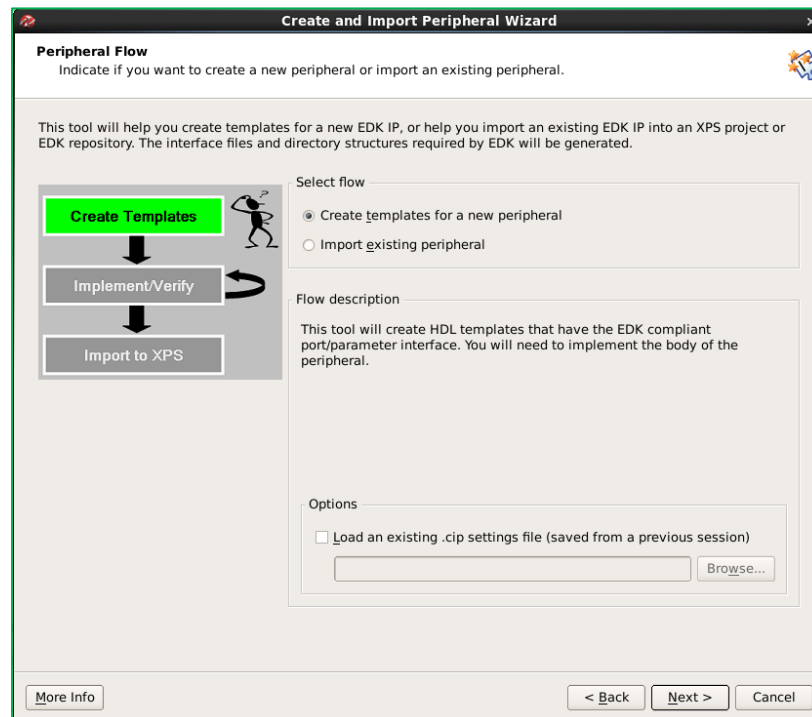 Create and Import Peripheral Wizard
Peripheral Flow
Indicate if you want to create a new peripheral or import an existing peripheral.
This tool will help you create templates for a new EDK IP, or help you import an existing EDK IP into an XPS project or
EDK repository. The interface files and directory structures required by EDK will be generated.
Create Templates
?
Implement/Verify
Import to XPS
Select flow
Create templates for a new peripheral
Import existing peripheral
Flow description
This tool will create HDL templates that have the EDK compliant
port/parameter interface. You will need to implement the body of the
peripheral.
Options
Load an existing .cip settings file (saved from a previous session)
Browse...
More Info
< Back
Next >
Cancel